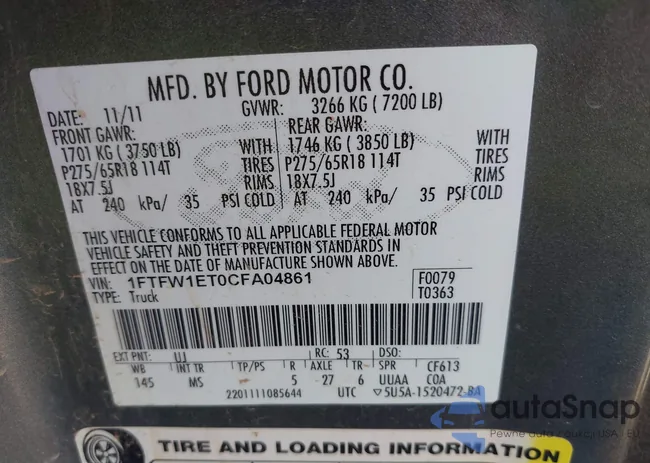 MFD. BY FORD MOTOR CO.
DATE: 11/11 GVWR: 3266 KG ( 7200 LB)
FRONT GAWR: REAR GAWR:
1701 KG ( 3750 LB) 1746 KG ( 3850 LB) WITH
P275/65R18 114T TIRES P275/65R18 114T TIRES
18X7.5J RIMS 18X7.5J RIMS
AT 240 kPa/ 35 PSI COLD AT 240 kPa/ 35 PSI COLD
THIS VEHICLE CONFORMS TO ALL APPLICABLE FEDERAL MOTOR
VEHICLE SAFETY AND THEFT PREVENTION STANDARDS IN
EFFECT ON THE DATE OF MANUFACTURE SHOWN ABOVE.
VIN: 1FTFW1ET0CFA04861 F0079
TYPE: Truck T0363
EXT PNT: UJ RC: 53 DSO:
WB INT TR TP/PS R AXLE TR SPR CF613
145 MS 5 27 6 UUAA COA
2201111085644 UTC 5U5A-1520472-BA
autoSnap
Pewne auto z aukcji USA i EU
TIRE AND LOADING INFORMATION